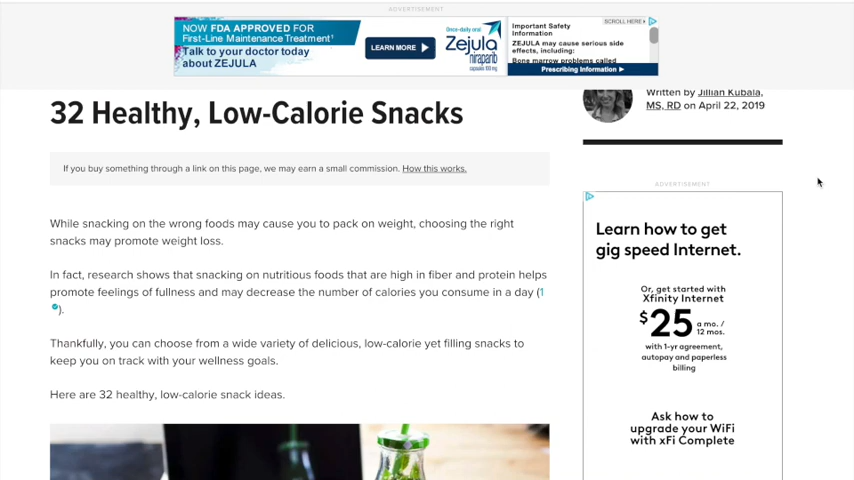 ADVERTISEMENT
NOW FDA APPROVED FOR
First-Line Maintenance Treatment¹
Talk to your doctor today
about ZEJULA
LEARN MORE
Once-daily oral
Zejula
niraparib
capsules 100 mg
Important Safety
Information
SCROLL HERE
ZEJULA may cause serious side
effects, including:
Bone marrow problems called
Prescribing Information
32 Healthy, Low-Calorie Snacks
Written by Jillian Kubala,
MS, RD on April 22, 2019
If you buy something through a link on this page, we may earn a small commission. How this works.
While snacking on the wrong foods may cause you to pack on weight, choosing the right
snacks may promote weight loss.
In fact, research shows that snacking on nutritious foods that are high in fiber and protein helps
promote feelings of fullness and may decrease the number of calories you consume in a day (1
).
Thankfully, you can choose from a wide variety of delicious, low-calorie yet filling snacks to
keep you on track with your wellness goals.
Here are 32 healthy, low-calorie snack ideas.
ADVERTISEMENT
Learn how to get
gig speed Internet.
Or, get started with
Xfinity Internet
$25 a mo. /
12 mos.
with 1-yr agreement,
autopay and paperless
billing
Ask how to
upgrade your WiFi
with xFi Complete